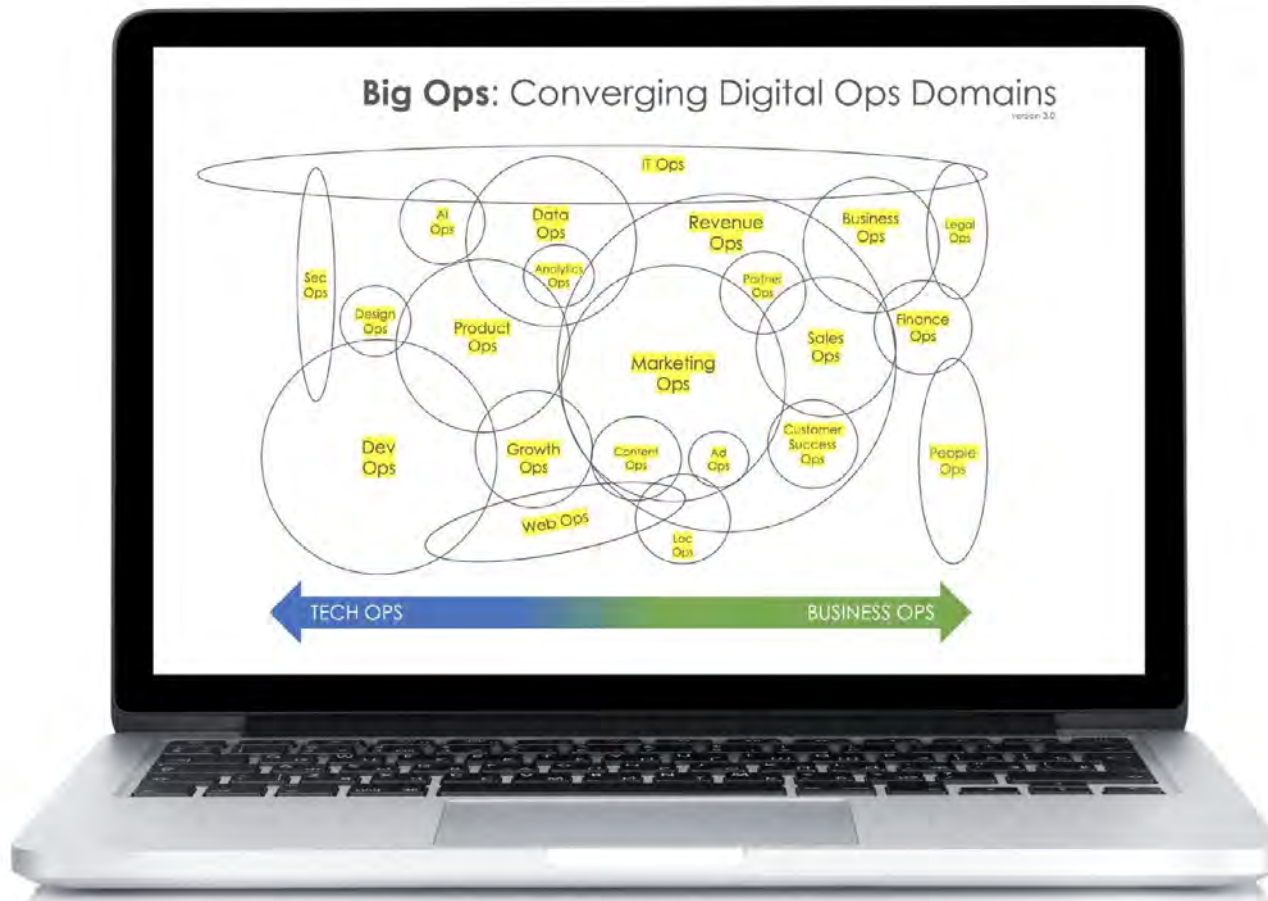 Big Ops: Converging Digital Ops Domains
version 3.0
IT Ops
AI
Ops
Data
Ops
Revenue
Ops
Business
Ops
Legal
Ops
Sec
Ops
Analytics
Ops
Partner
Ops
Design
Ops
Product
Ops
Marketing
Ops
Sales
Ops
Finance
Ops
Dev
Ops
Growth
Ops
Content
Ops
Ad
Ops
Customer
Success
Ops
People
Ops
Web Ops
Loc
Ops
TECH OPS
BUSINESS OPS